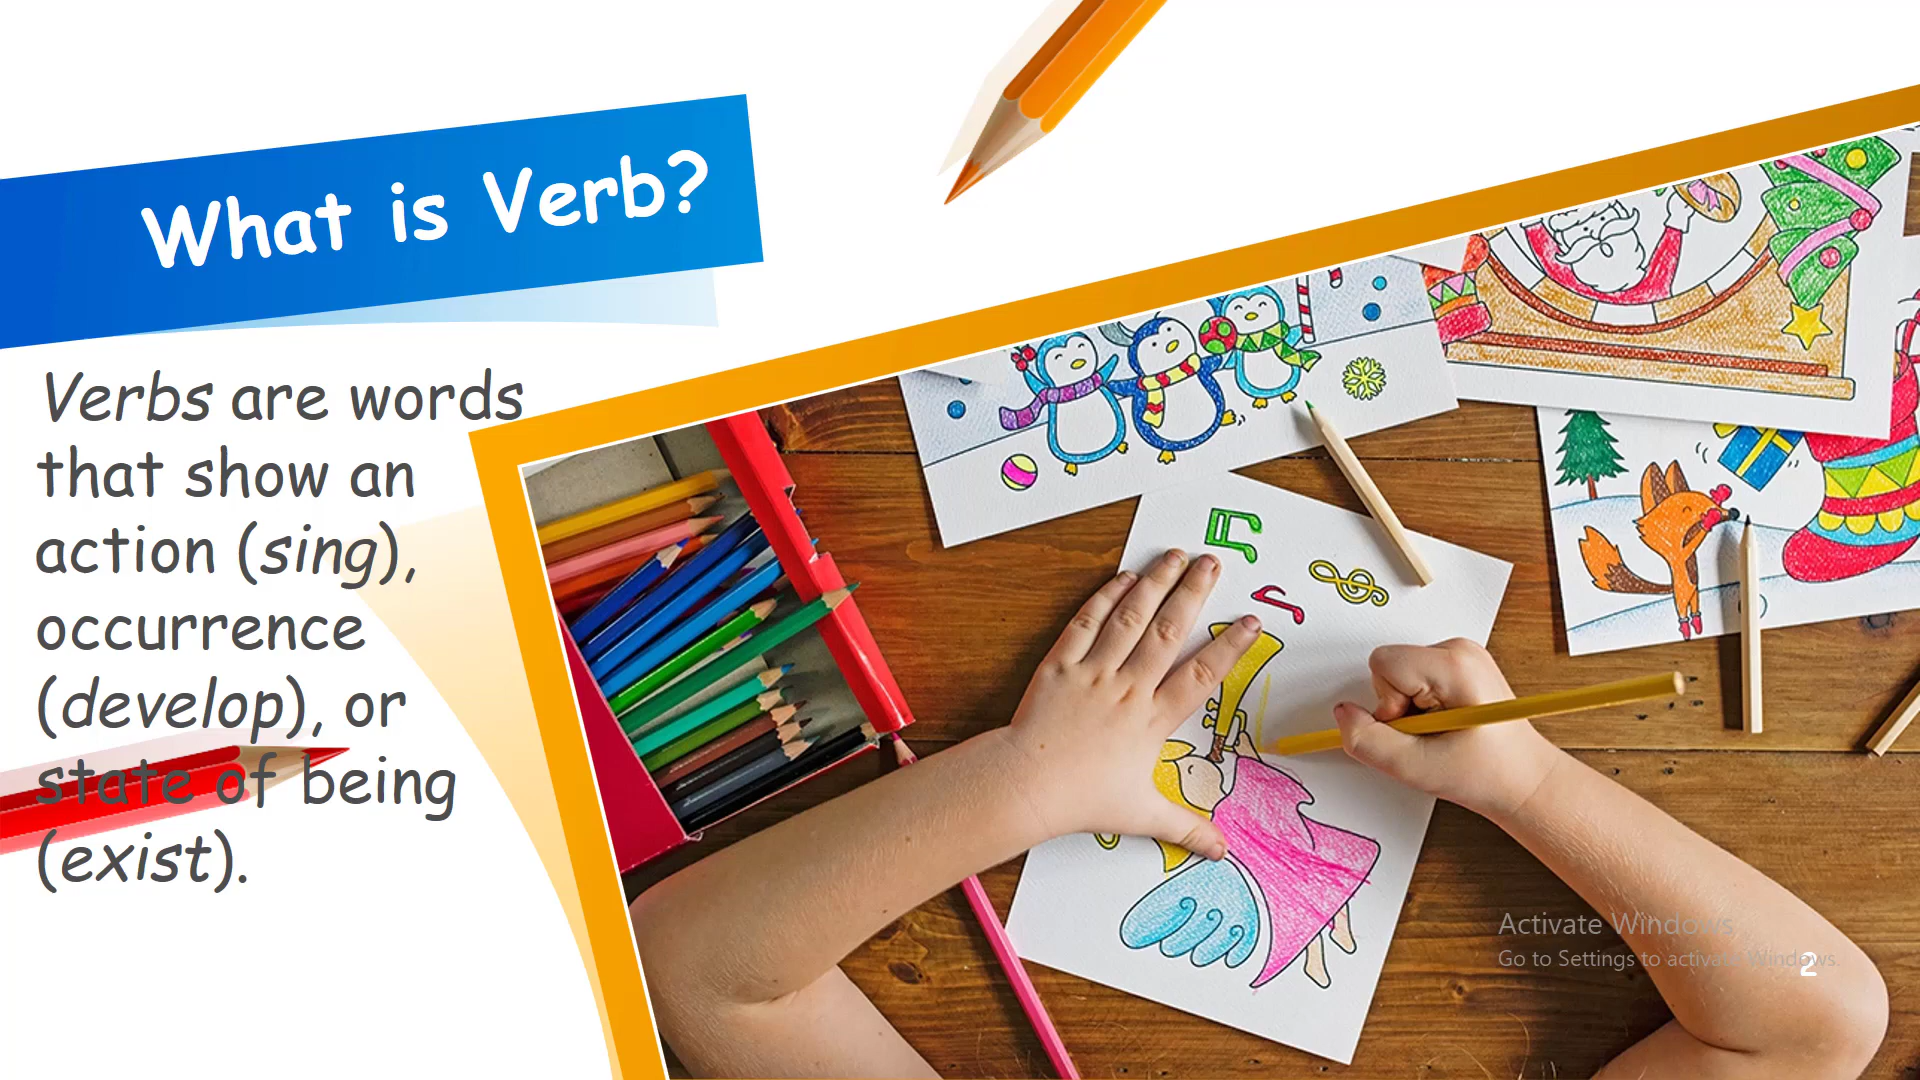 What is Verb?
Verbs are words
that show an
action (sing),
occurrence
(develop), or
state of being
(exist).
Activate Windows
Go to Settings to activate Windows.
2